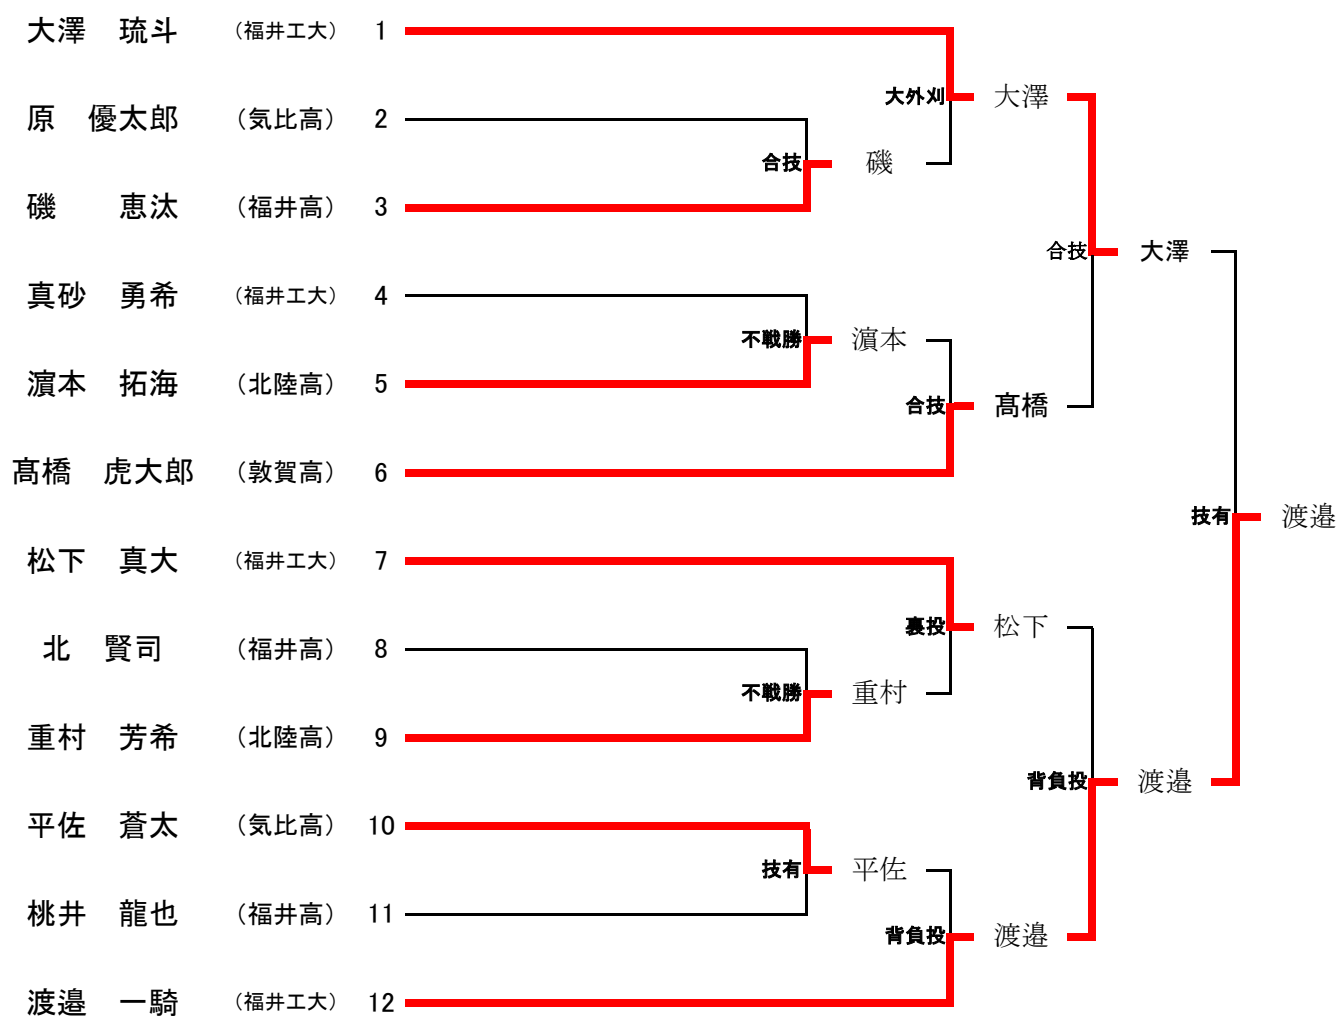 大澤　琉斗　（福井工大）　1
大外刈　大澤
原　優太郎　（気比高）　2
合技　磯
磯　　恵汰　（福井高）　3
合技　大澤
真砂　勇希　（福井工大）　4
不戦勝　濵本
濵本　拓海　（北陸高）　5
合技　髙橋
髙橋　虎大郎　（敦賀高）　6
技有　渡邉
松下　真大　（福井工大）　7
裏投　松下
北　賢司　（福井高）　8
不戦勝　重村
重村　芳希　（北陸高）　9
背負投　渡邉
平佐　蒼太　（気比高）　10
技有　平佐
桃井　龍也　（福井高）　11
背負投　渡邉
渡邉　一騎　（福井工大）　12